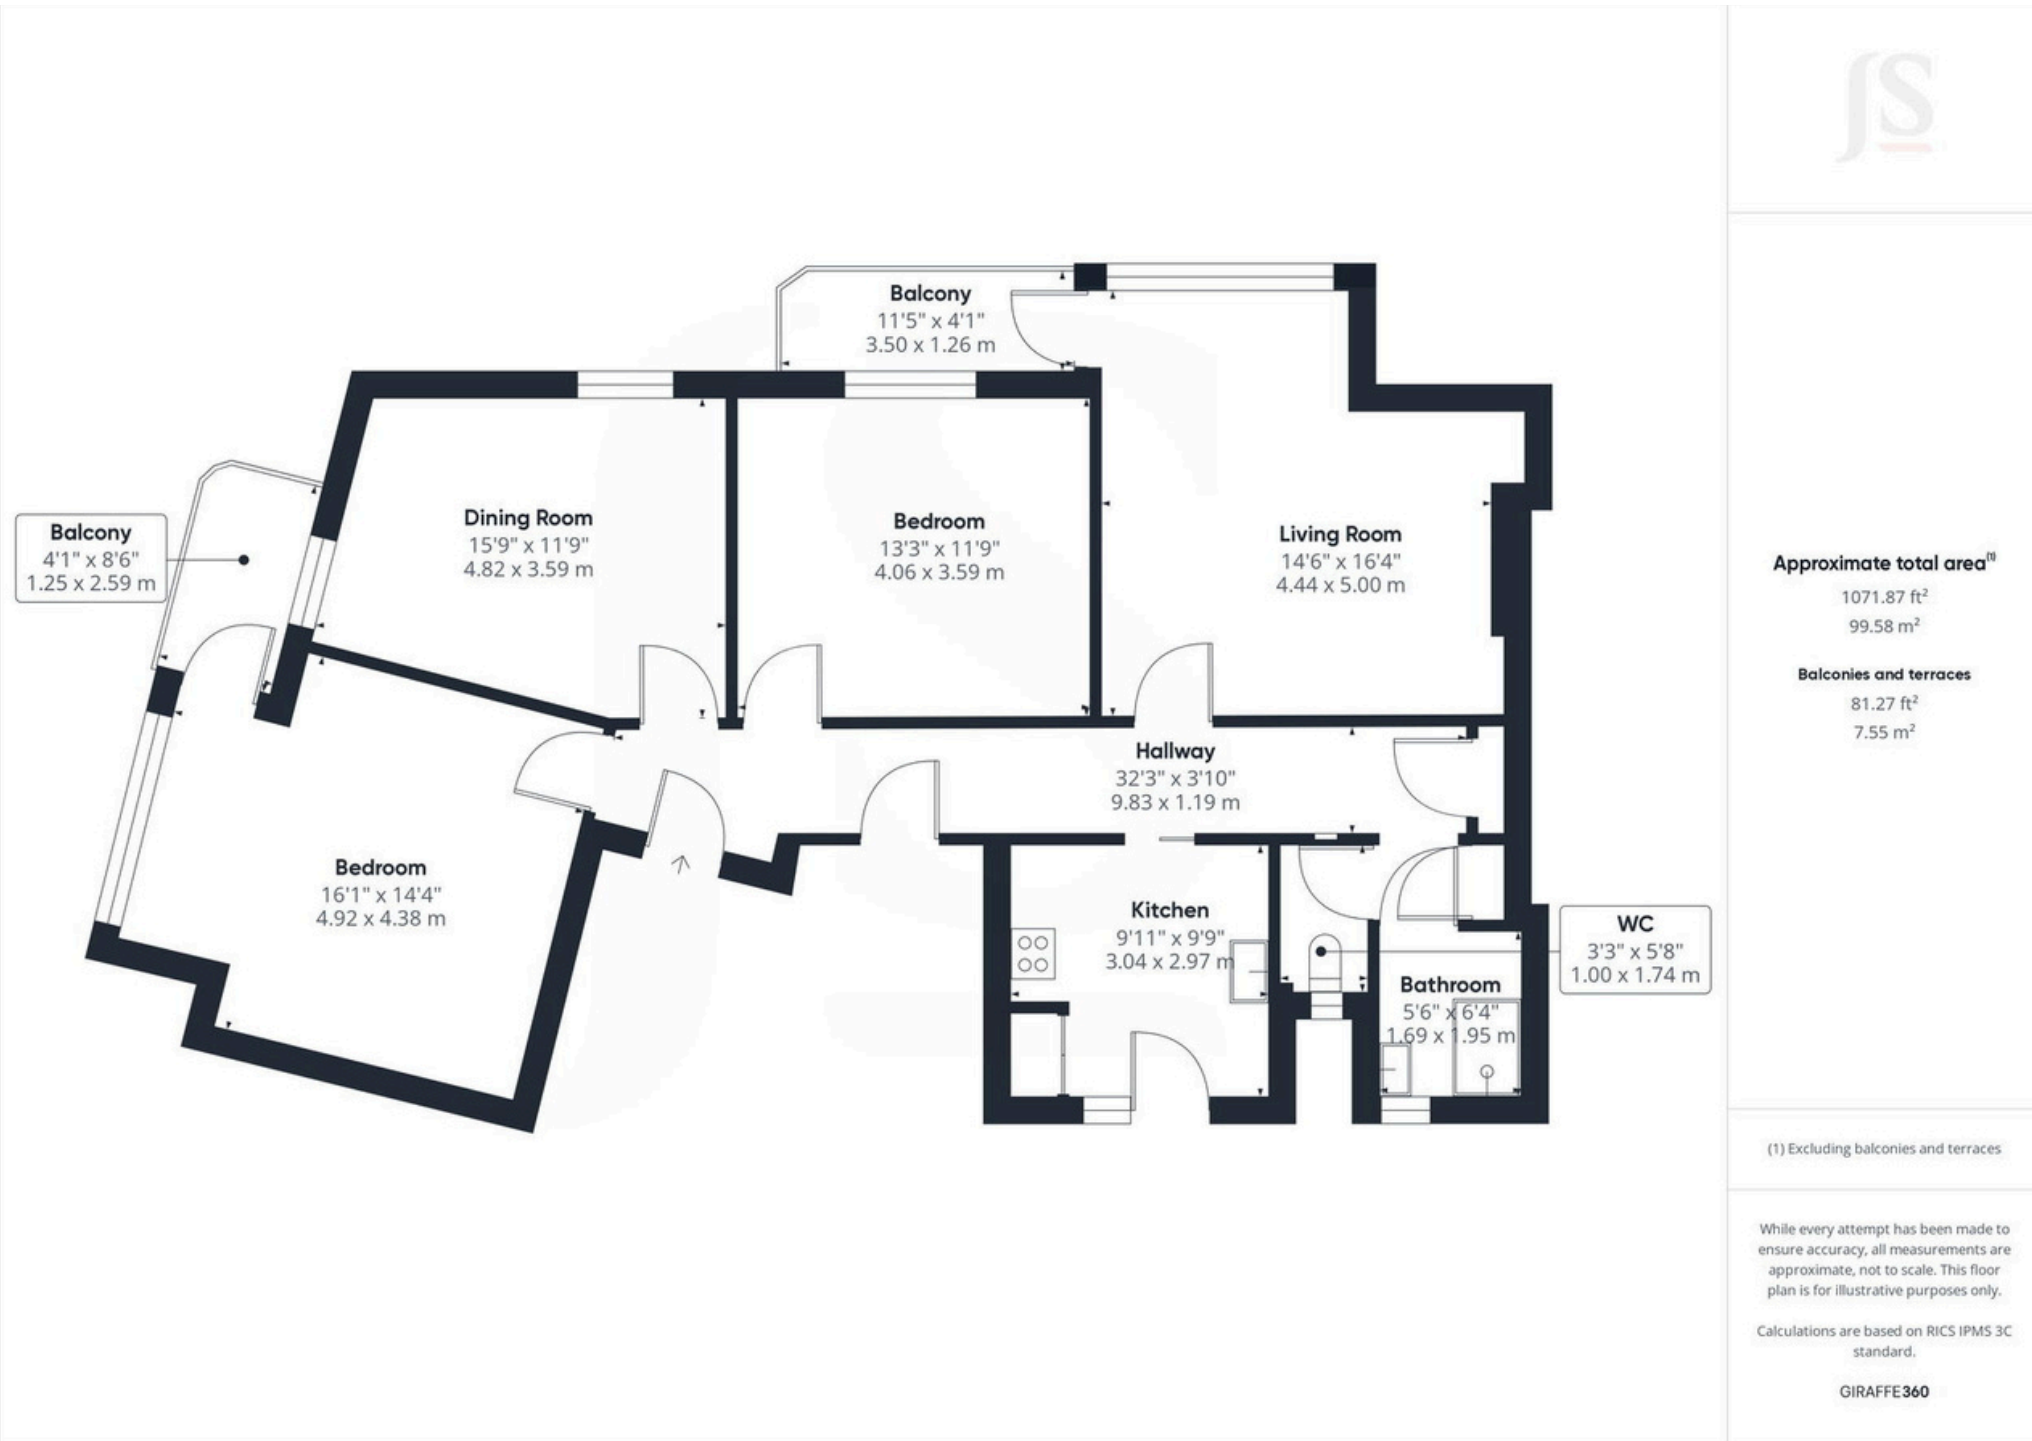 JS
Balcony
11'5" x 4'1"
3.50 x 1.26 m
Balcony
4'1" x 8'6"
1.25 x 2.59 m
Dining Room
15'9" x 11'9"
4.82 x 3.59 m
Bedroom
13'3" x 11'9"
4.06 x 3.59 m
Living Room
14'6" x 16'4"
4.44 x 5.00 m
Hallway
32'3" x 3'10"
9.83 x 1.19 m
Bedroom
16'1" x 14'4"
4.92 x 4.38 m
Kitchen
9'11" x 9'9"
3.04 x 2.97 m
WC
3'3" x 5'8"
1.00 x 1.74 m
Bathroom
5'6" x 6'4"
1.69 x 1.95 m
Approximate total area⁽¹⁾
1071.87 ft²
99.58 m²
Balconies and terraces
81.27 ft²
7.55 m²
(1) Excluding balconies and terraces
While every attempt has been made to
ensure accuracy, all measurements are
approximate, not to scale. This floor
plan is for illustrative purposes only.
Calculations are based on RICS IPMS 3C
standard.
GIRAFFE360